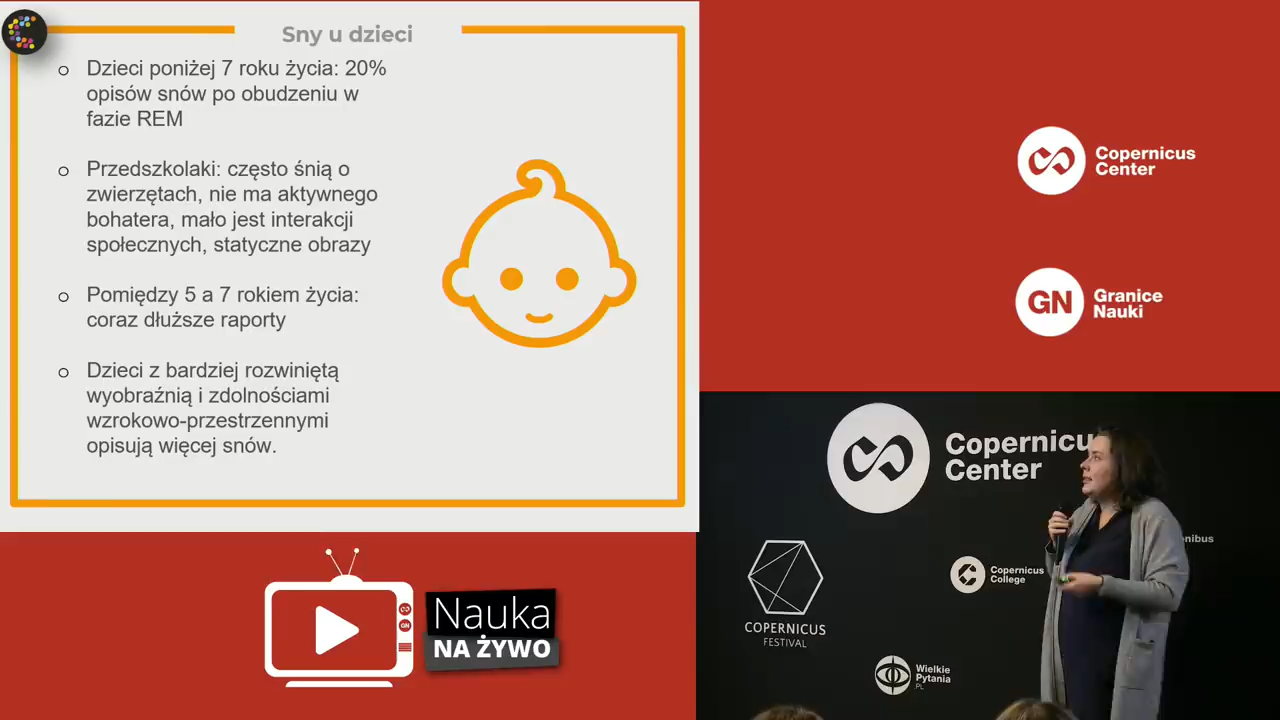 Sny u dzieci
Dzieci poniżej 7 roku życia: 20%
opisów snów po obudzeniu w
fazie REM
Przedszkolaki: często śnią o
zwierzętach, nie ma aktywnego
bohatera, mało jest interakcji
społecznych, statyczne obrazy
Pomiędzy 5 a 7 rokiem życia:
coraz dłuższe raporty
Dzieci z bardziej rozwiniętą
wyobraźnią i zdolnościami
wzrokowo-przestrzennymi
opisują więcej snów.
Copernicus
Center
GN
Granice
Nauki
Nauka
NA ŻYWO
Copernicu
Center
COPERNICUS
FESTIVAL
Copernicus
College
Wielkie
Pytania
.PL